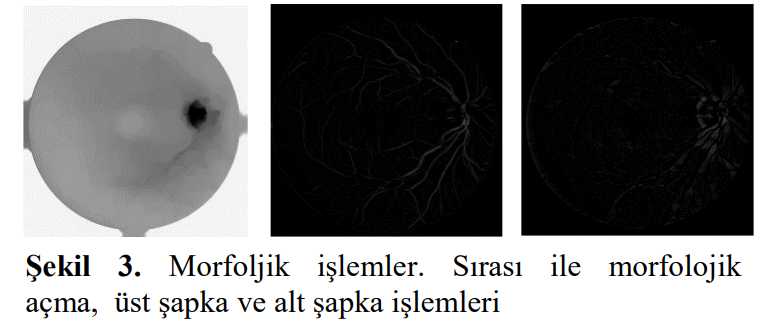 Şekil 3. Morfoljik işlemler. Sırası ile morfolojik
açma, üst şapka ve alt şapka işlemleri